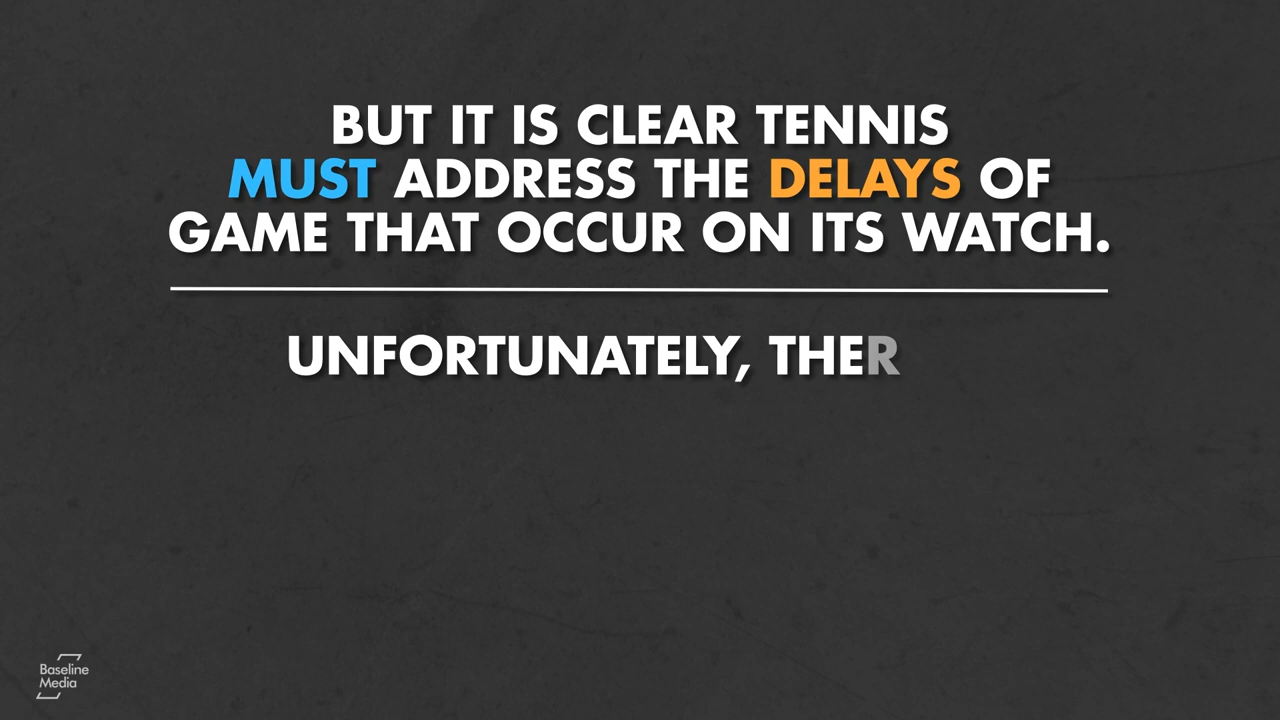 BUT IT IS CLEAR TENNIS
MUST ADDRESS THE DELAYS OF
GAME THAT OCCUR ON ITS WATCH.
UNFORTUNATELY, THER
Baseline
Media